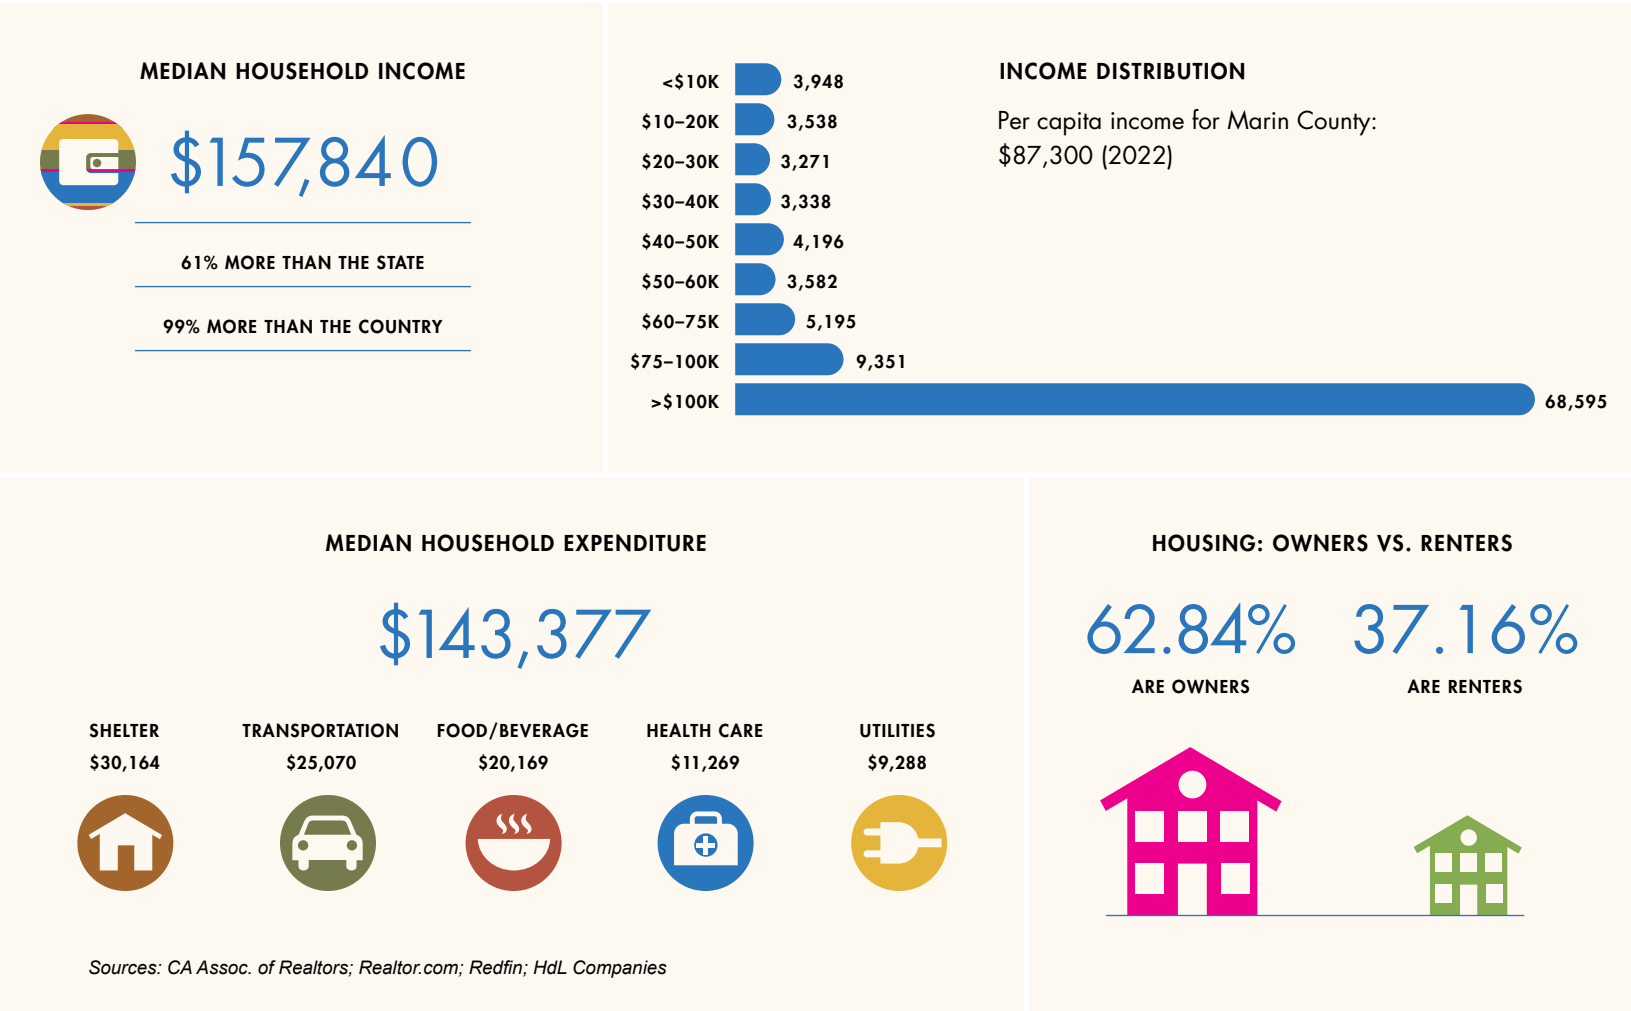 MEDIAN HOUSEHOLD INCOME
$157,840
61% MORE THAN THE STATE
99% MORE THAN THE COUNTRY
INCOME DISTRIBUTION
Per capita income for Marin County:
$87,300 (2022)
<$10K 3,948
$10–20K 3,538
$20–30K 3,271
$30–40K 3,338
$40–50K 4,196
$50–60K 3,582
$60–75K 5,195
$75–100K 9,351
>$100K 68,595
MEDIAN HOUSEHOLD EXPENDITURE
$143,377
SHELTER TRANSPORTATION FOOD/BEVERAGE HEALTH CARE UTILITIES
$30,164 $25,070 $20,169 $11,269 $9,288
Sources: CA Assoc. of Realtors; Realtor.com; Redfin; HdL Companies
HOUSING: OWNERS VS. RENTERS
62.84% 37.16%
ARE OWNERS ARE RENTERS